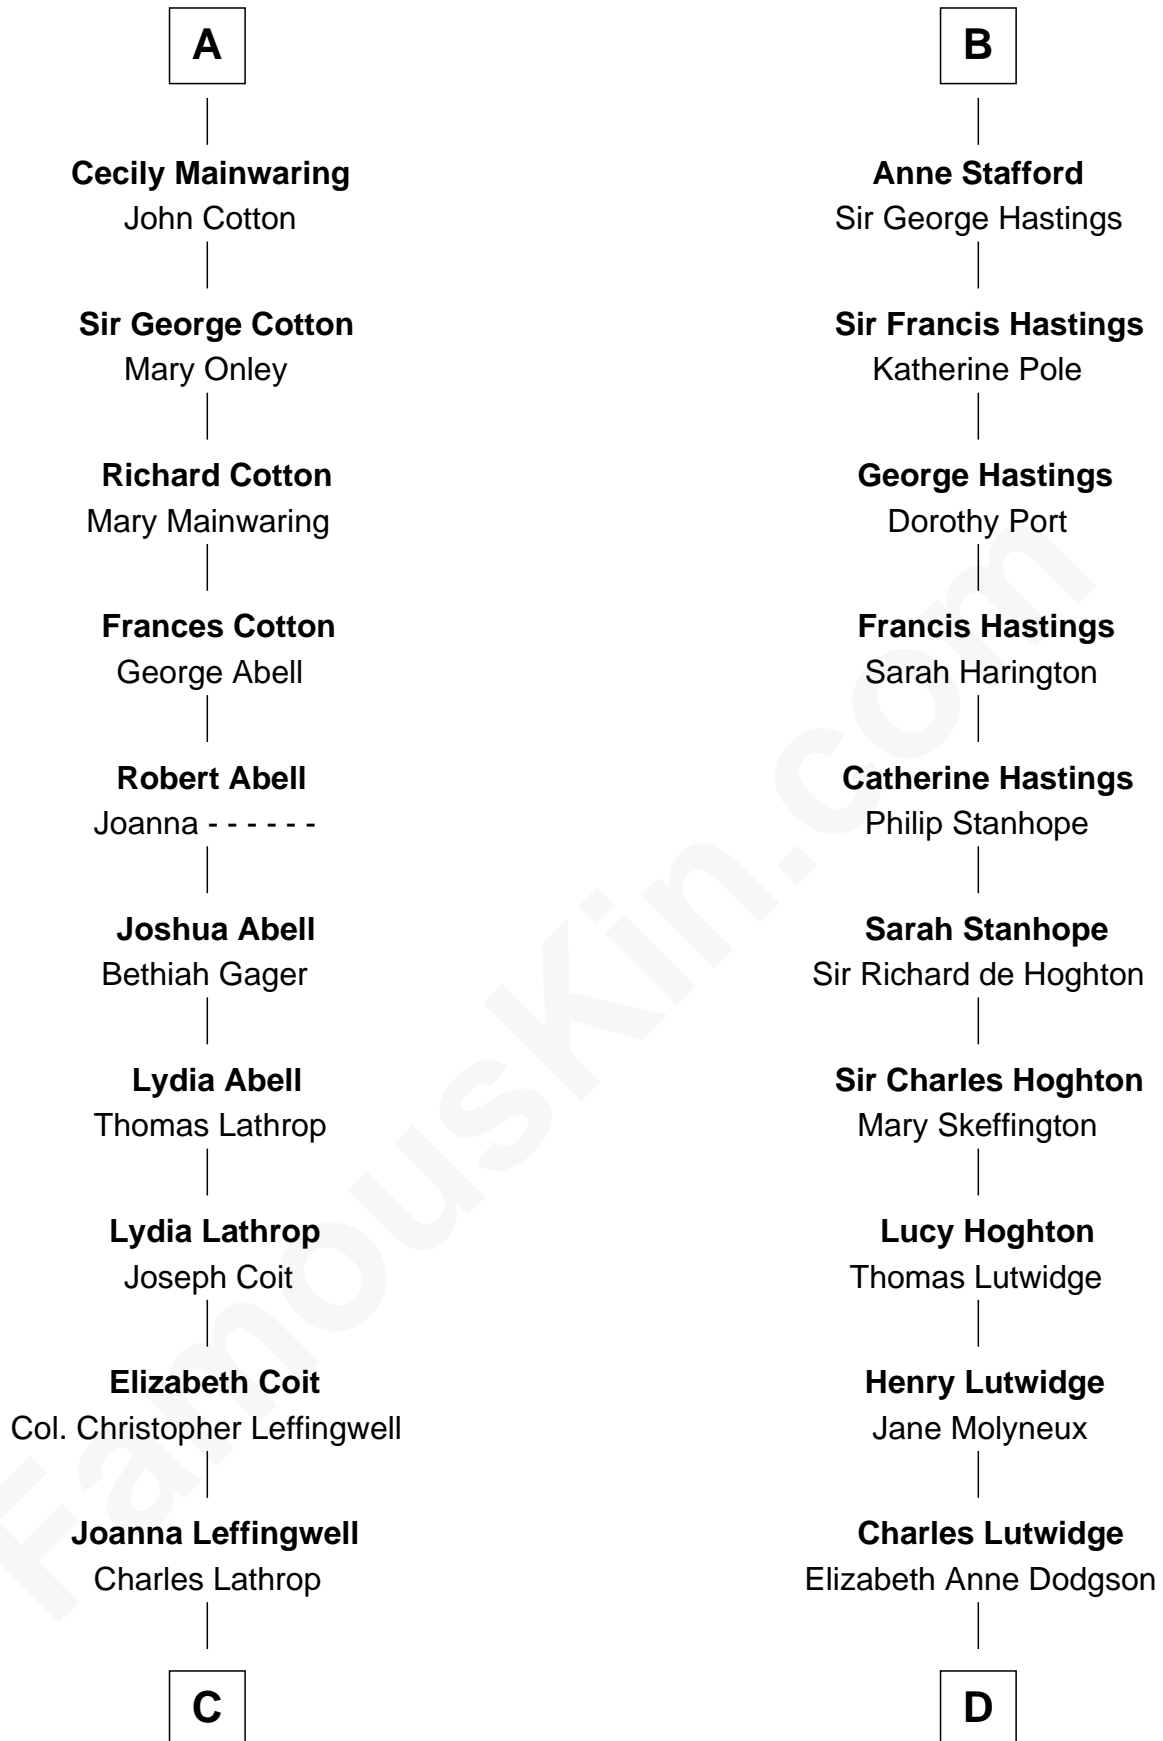 A
Cecily Mainwaring
John Cotton
Sir George Cotton
Mary Onley
Richard Cotton
Mary Mainwaring
Frances Cotton
George Abell
Robert Abell
Joanna - - - - - -
Joshua Abell
Bethiah Gager
Lydia Abell
Thomas Lathrop
Lydia Lathrop
Joseph Coit
Elizabeth Coit
Col. Christopher Leffingwell
Joanna Leffingwell
Charles Lathrop
C
B
Anne Stafford
Sir George Hastings
Sir Francis Hastings
Katherine Pole
George Hastings
Dorothy Port
Francis Hastings
Sarah Harington
Catherine Hastings
Philip Stanhope
Sarah Stanhope
Sir Richard de Hoghton
Sir Charles Hoghton
Mary Skeffington
Lucy Hoghton
Thomas Lutwidge
Henry Lutwidge
Jane Molyneux
Charles Lutwidge
Elizabeth Anne Dodgson
D
FamousKin.com